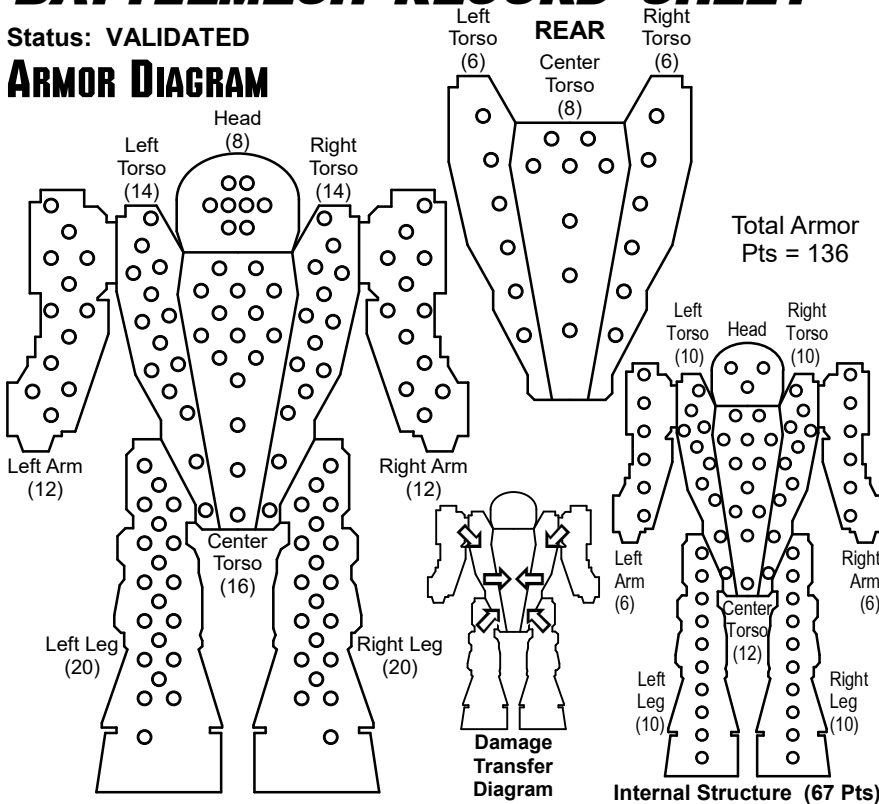 BATTLEMECH RECORD SHEET
Status: VALIDATED
ARMOR DIAGRAM
REAR
Left
Torso
(6)
Center
Torso
(8)
Right
Torso
(6)
Left
Torso
(14)
Head
(8)
Right
Torso
(14)
Total Armor
Pts = 136
Left Arm
(12)
Right Arm
(12)
Center
Torso
(16)
Left Leg
(20)
Right Leg
(20)
Damage
Transfer
Diagram
Left
Torso
(10)
Head
Right
Torso
(10)
Left
Arm
(6)
Right
Arm
(6)
Center
Torso
(12)
Left
Leg
(10)
Right
Leg
(10)
Internal Structure (67 Pts)